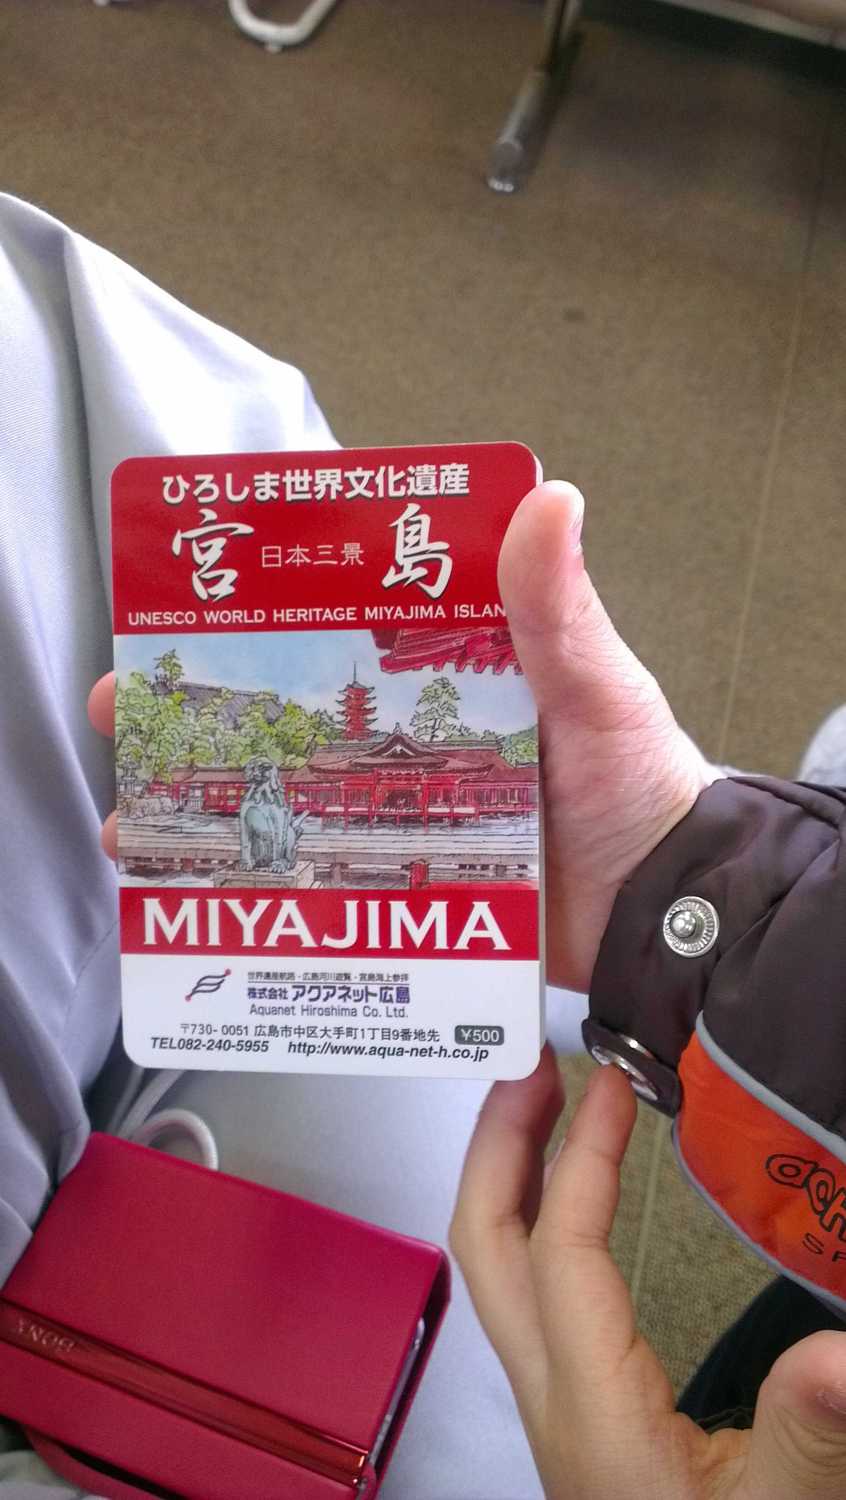 ひろしま世界文化遺産
宮 日本三景 島
UNESCO WORLD HERITAGE MIYAJIMA ISLAN
MIYAJIMA
世界遺産航路・広島河川遊覧・宮島海上参拝
株式会社 アクアネット広島
Aquanet Hiroshima Co. Ltd.
〒730-0051 広島市中区大手町1丁目9番地先 ¥500
TEL082-240-5955 http://www.aqua-net-h.co.jp
SONY
ach
SP